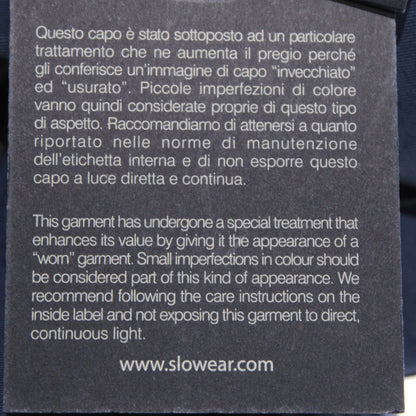 Questo capo è stato sottoposto ad un particolare
trattamento che ne aumenta il pregio perché
gli conferisce un'immagine di capo "invecchiato"
ed "usurato". Piccole imperfezioni di colore
vanno quindi considerate proprie di questo tipo
di aspetto. Raccomandiamo di attenersi a quanto
riportato nelle norme di manutenzione
dell'etichetta interna e di non esporre questo
capo a luce diretta e continua.
This garment has undergone a special treatment that
enhances its value by giving it the appearance of a
"worn" garment. Small imperfections in colour should
be considered part of this kind of appearance. We
recommend following the care instructions on the
inside label and not exposing this garment to direct,
continuous light.
www.slowear.com